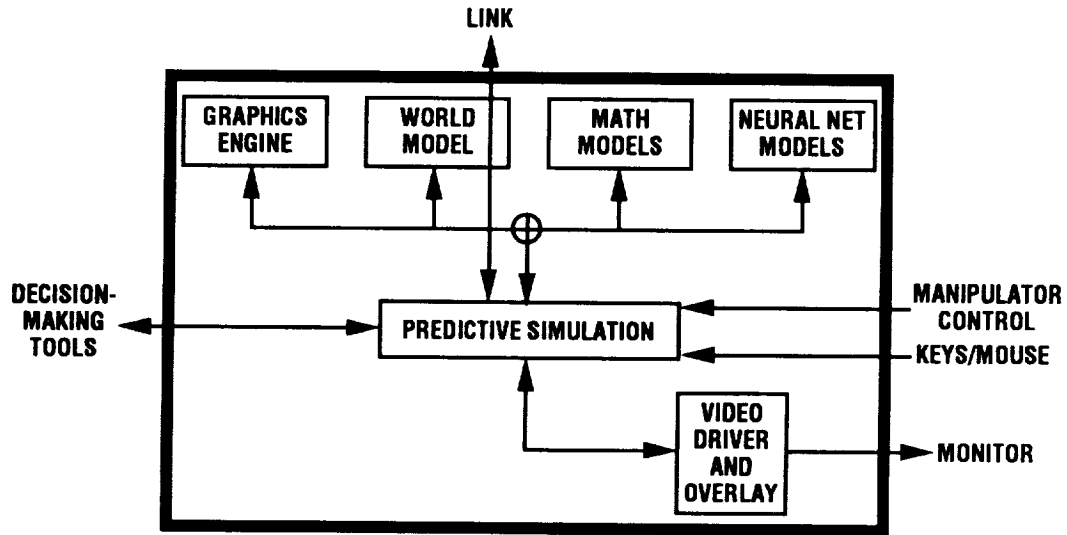 LINK
GRAPHICS
ENGINE
WORLD
MODEL
MATH
MODELS
NEURAL NET
MODELS
DECISION-
MAKING
TOOLS
PREDICTIVE SIMULATION
MANIPULATOR
CONTROL
KEYS/MOUSE
VIDEO
DRIVER
AND
OVERLAY
MONITOR